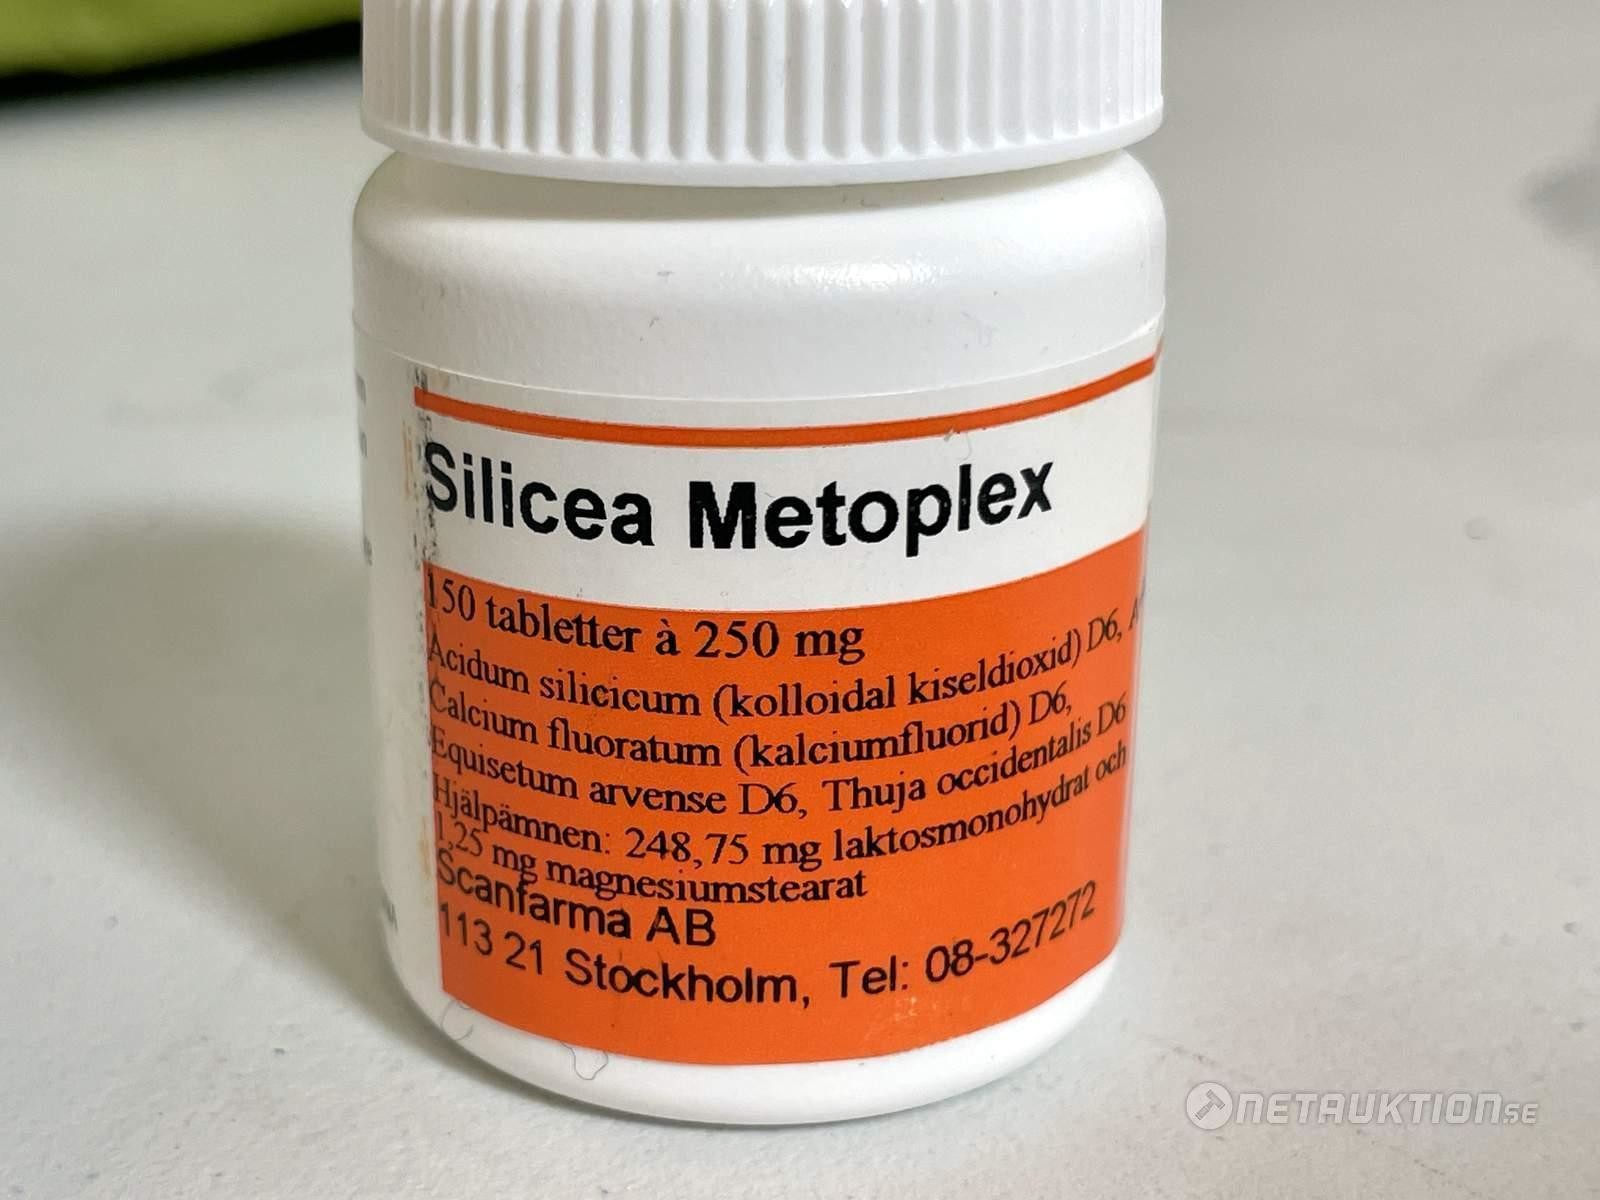 Silicea Metoplex
150 tabletter à 250 mg
Acidum silicicum (kolloidal kiseldioxid) D6,
Calcium fluoratum (kalciumfluorid) D6,
Equisetum arvense D6, Thuja occidentalis D6
Hjälpämnen: 248,75 mg laktosmonohydrat och
1,25 mg magnesiumstearat
Scanfarma AB
113 21 Stockholm, Tel: 08-327272
NETAUKTION.SE